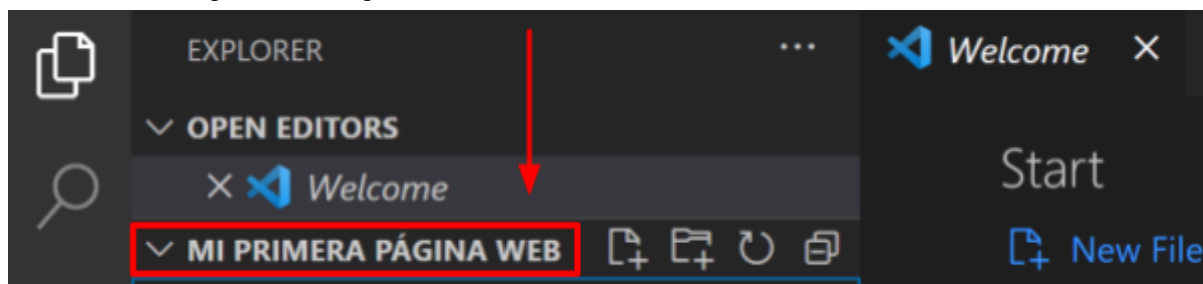 EXPLORER
Welcome
OPEN EDITORS
Welcome
Start
MI PRIMERA PÁGINA WEB
New File